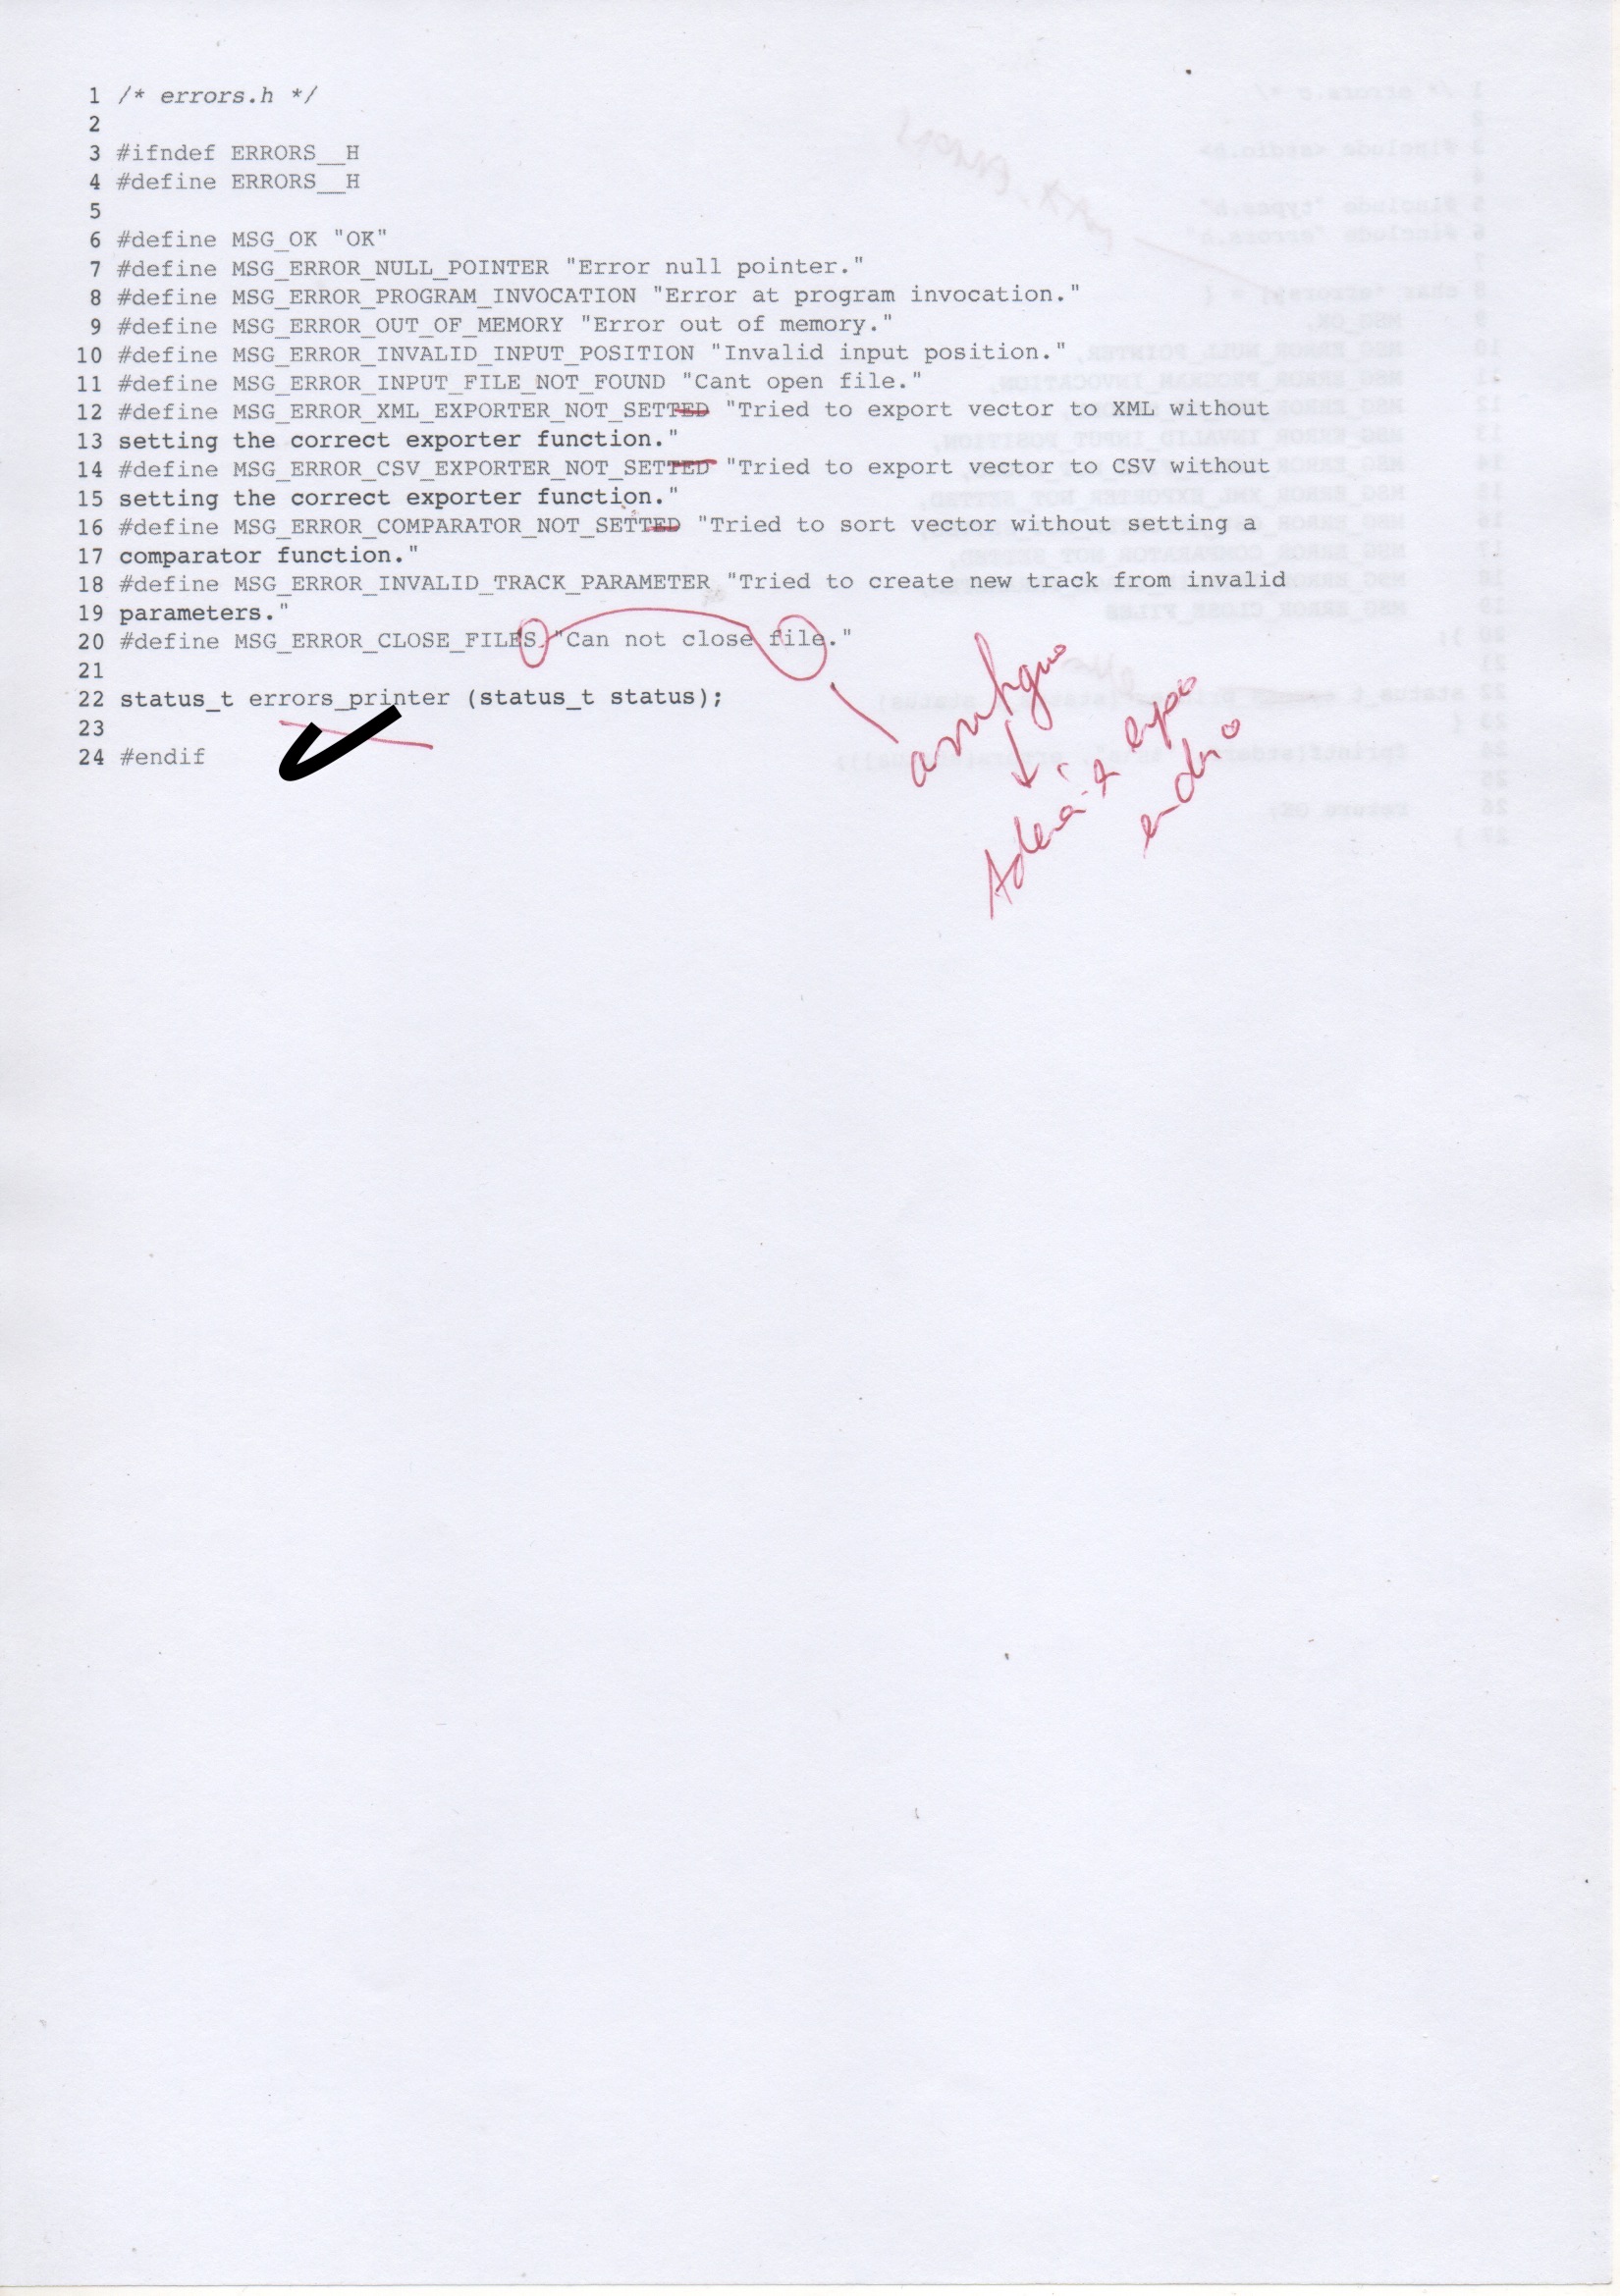 1 /* errors.h */
2
3 #ifndef ERRORS__H
4 #define ERRORS__H
5
6 #define MSG_OK "OK"
7 #define MSG_ERROR_NULL_POINTER "Error null pointer."
8 #define MSG_ERROR_PROGRAM_INVOCATION "Error at program invocation."
9 #define MSG_ERROR_OUT_OF_MEMORY "Error out of memory."
10 #define MSG_ERROR_INVALID_INPUT_POSITION "Invalid input position."
11 #define MSG_ERROR_INPUT_FILE_NOT_FOUND "Cant open file."
12 #define MSG_ERROR_XML_EXPORTER_NOT_SETTED "Tried to export vector to XML without
13 setting the correct exporter function."
14 #define MSG_ERROR_CSV_EXPORTER_NOT_SETTED "Tried to export vector to CSV without
15 setting the correct exporter function."
16 #define MSG_ERROR_COMPARATOR_NOT_SETTED "Tried to sort vector without setting a
17 comparator function."
18 #define MSG_ERROR_INVALID_TRACK_PARAMETER "Tried to create new track from invalid
19 parameters."
20 #define MSG_ERROR_CLOSE_FILES "Can not close file."
21
22 status_t errors_printer (status_t status);
23
24 #endif
ambiguo